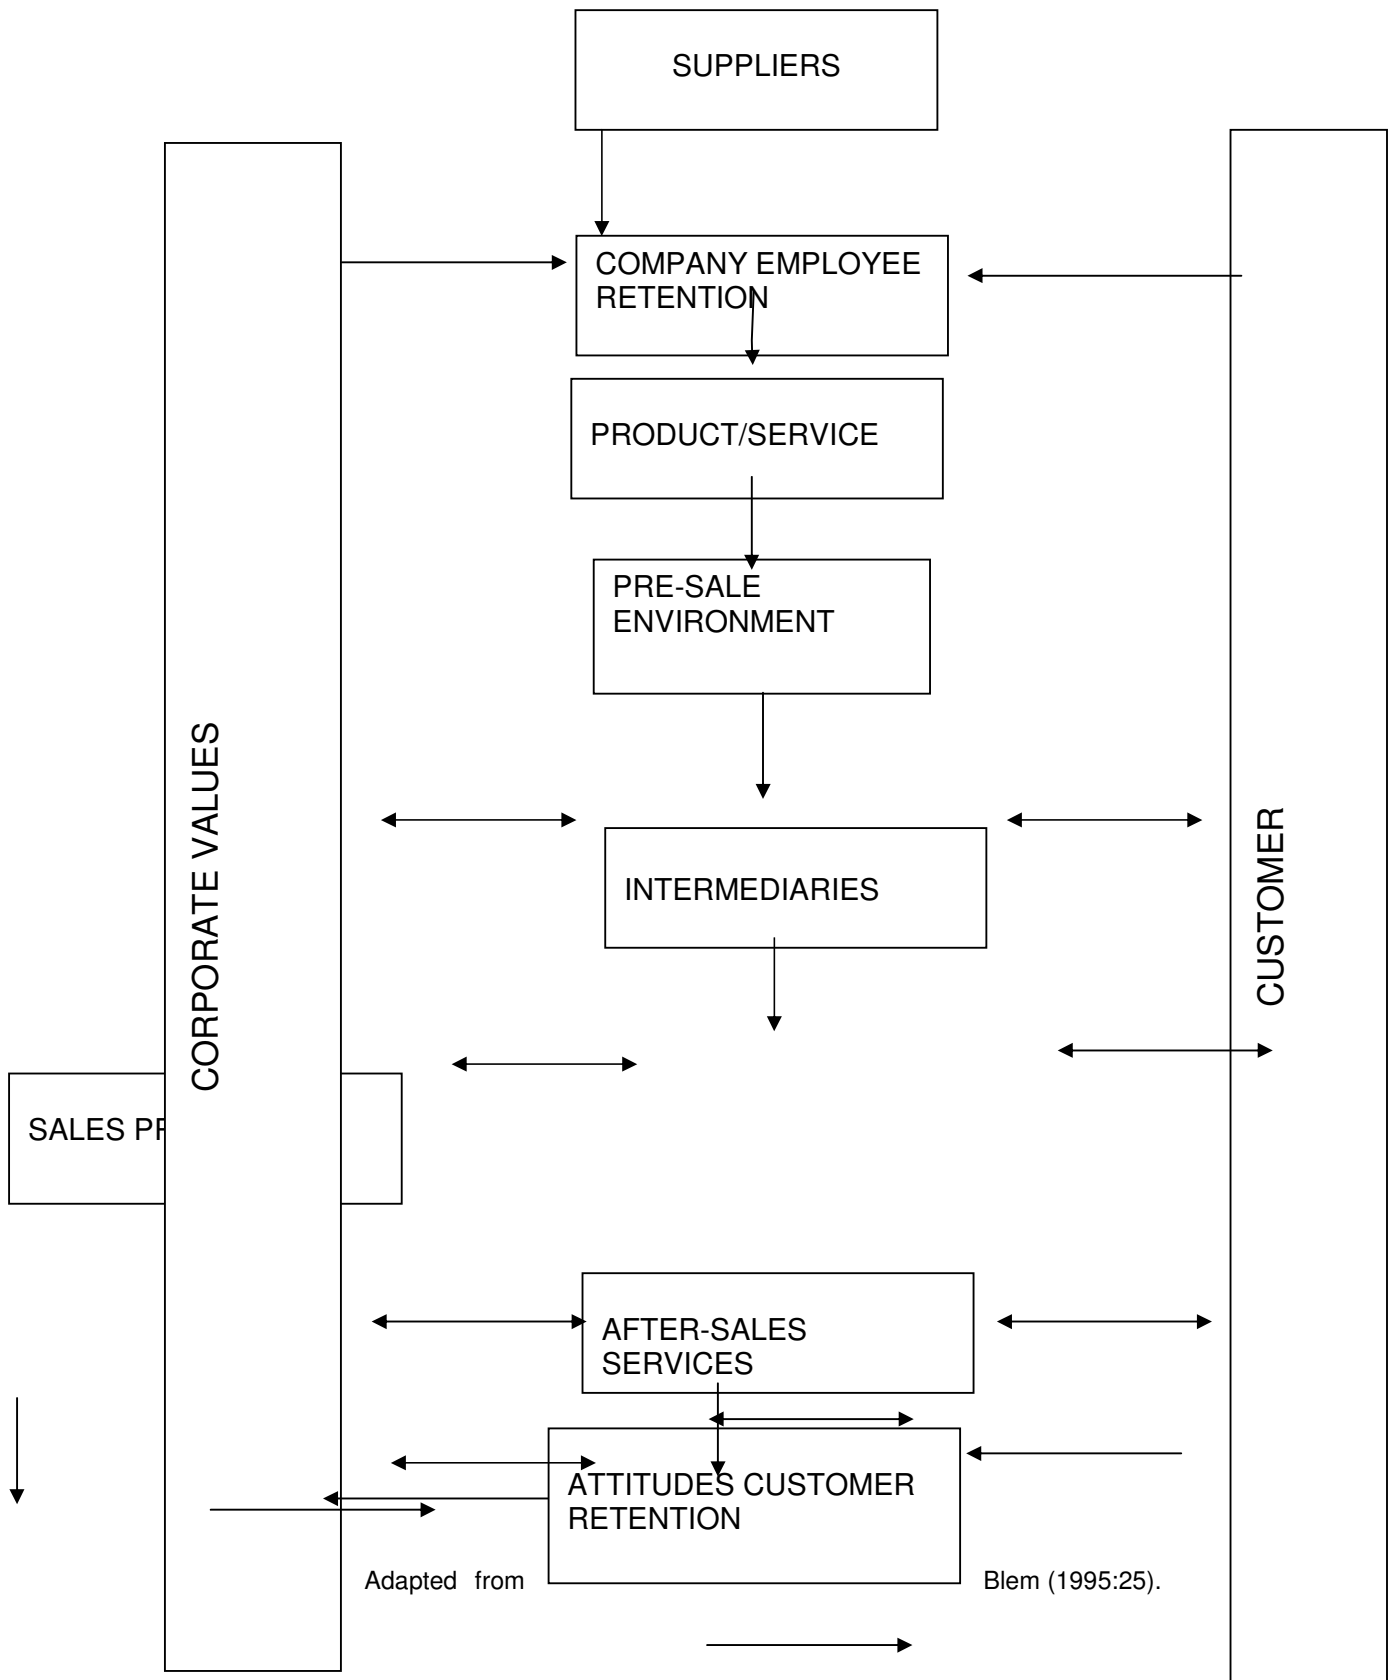 SUPPLIERS
COMPANY EMPLOYEE
RETENTION
PRODUCT/SERVICE
PRE-SALE
ENVIRONMENT
CORPORATE VALUES
INTERMEDIARIES
CUSTOMER
SALES
AFTER-SALES
SERVICES
ATTITUDES CUSTOMER
RETENTION
Adapted from Blem (1995:25).